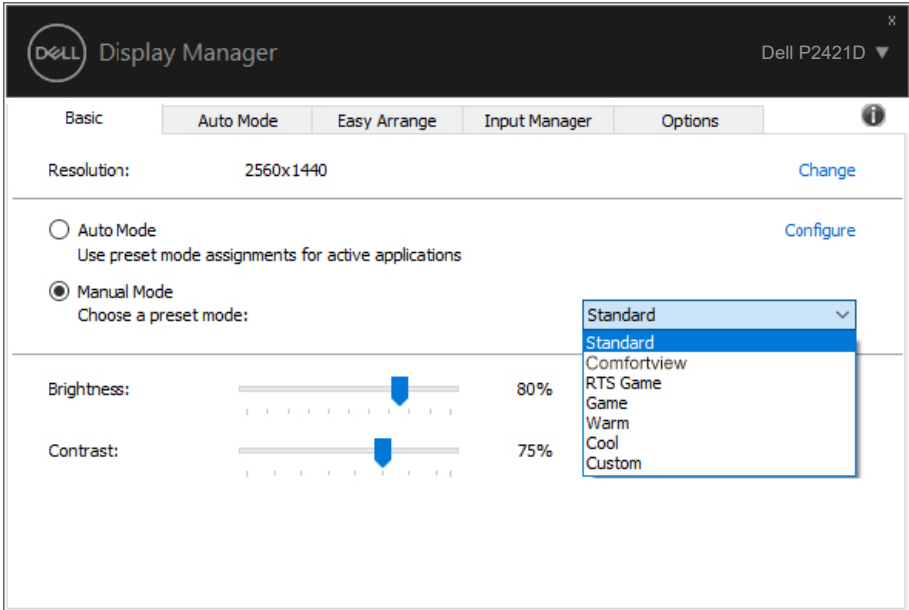 x
DELL Display Manager
Dell P2421D ▼
Basic Auto Mode Easy Arrange Input Manager Options i
Resolution: 2560x1440 Change
Auto Mode Configure
Use preset mode assignments for active applications
Manual Mode
Choose a preset mode: Standard
Standard
Comfortview
RTS Game
Game
Warm
Cool
Custom
Brightness: 80%
Contrast: 75%